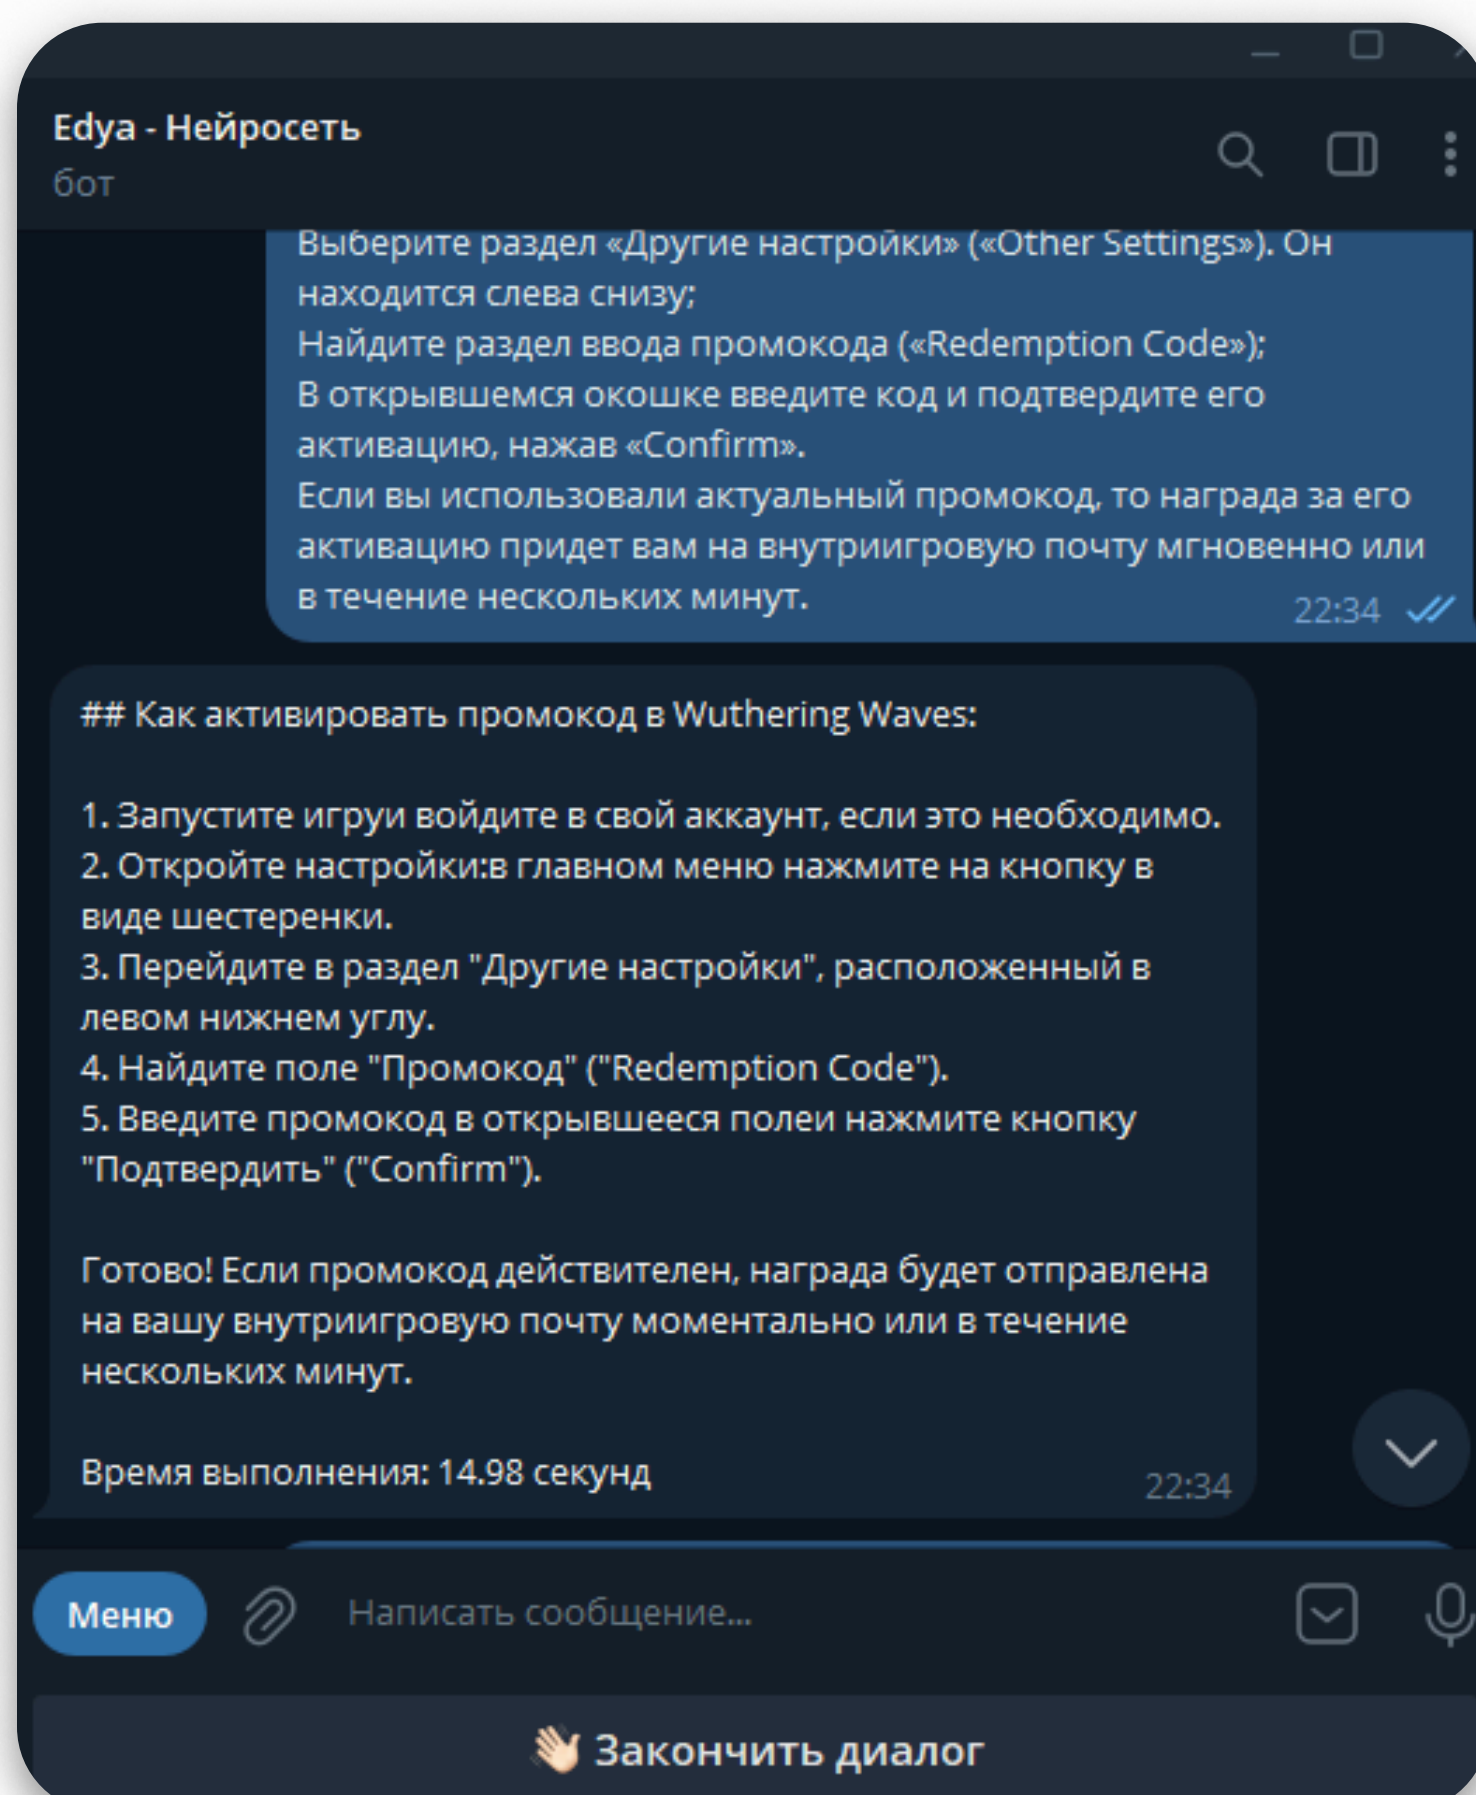 Edya - Нейросеть
бот
Выберите раздел «Другие настройки» («Other Settings»). Он
находится слева снизу;
Найдите раздел ввода промокода («Redemption Code»);
В открывшемся окошке введите код и подтвердите его
активацию, нажав «Confirm».
Если вы использовали актуальный промокод, то награда за его
активацию придет вам на внутриигровую почту мгновенно или
в течение нескольких минут.
22:34
## Как активировать промокод в Wuthering Waves:
1. Запустите игруи войдите в свой аккаунт, если это необходимо.
2. Откройте настройки:в главном меню нажмите на кнопку в
виде шестеренки.
3. Перейдите в раздел "Другие настройки", расположенный в
левом нижнем углу.
4. Найдите поле "Промокод" ("Redemption Code").
5. Введите промокод в открывшееся полеи нажмите кнопку
"Подтвердить" ("Confirm").
Готово! Если промокод действителен, награда будет отправлена
на вашу внутриигровую почту моментально или в течение
нескольких минут.
Время выполнения: 14.98 секунд
22:34
Меню
Написать сообщение...
👋🏻 Закончить диалог